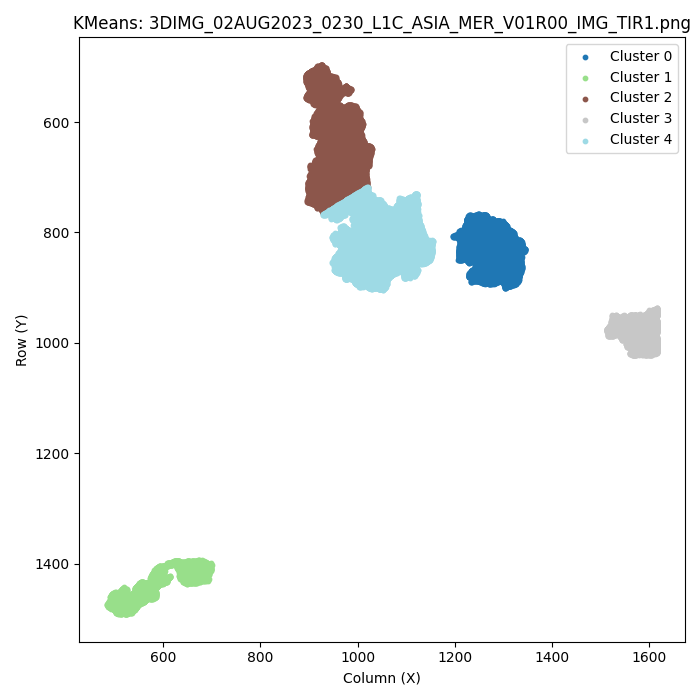 KMeans: 3DIMG_02AUG2023_0230_L1C_ASIA_MER_V01R00_IMG_TIR1.png
Cluster 0
Cluster 1
Cluster 2
Cluster 3
Cluster 4
Row (Y)
600
800
1000
1200
1400
600 800 1000 1200 1400 1600
Column (X)